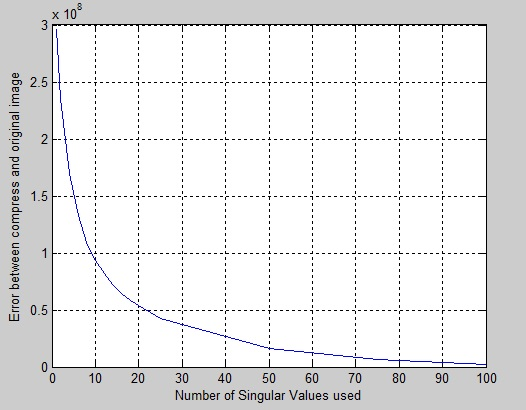 x 10^8
3
2.5
2
1.5
1
0.5
0
0 10 20 30 40 50 60 70 80 90 100
Number of Singular Values used
Error between compress and original image